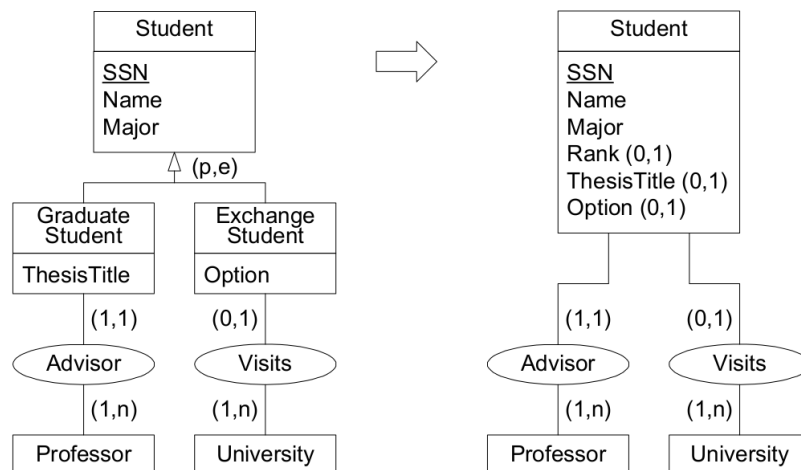 Student
SSN
Name
Major
(p,e)
Graduate
Student
ThesisTitle
Exchange
Student
Option
(1,1)
(0,1)
Advisor
Visits
(1,n)
(1,n)
Professor
University
Student
SSN
Name
Major
Rank (0,1)
ThesisTitle (0,1)
Option (0,1)
(1,1)
(0,1)
Advisor
Visits
(1,n)
(1,n)
Professor
University